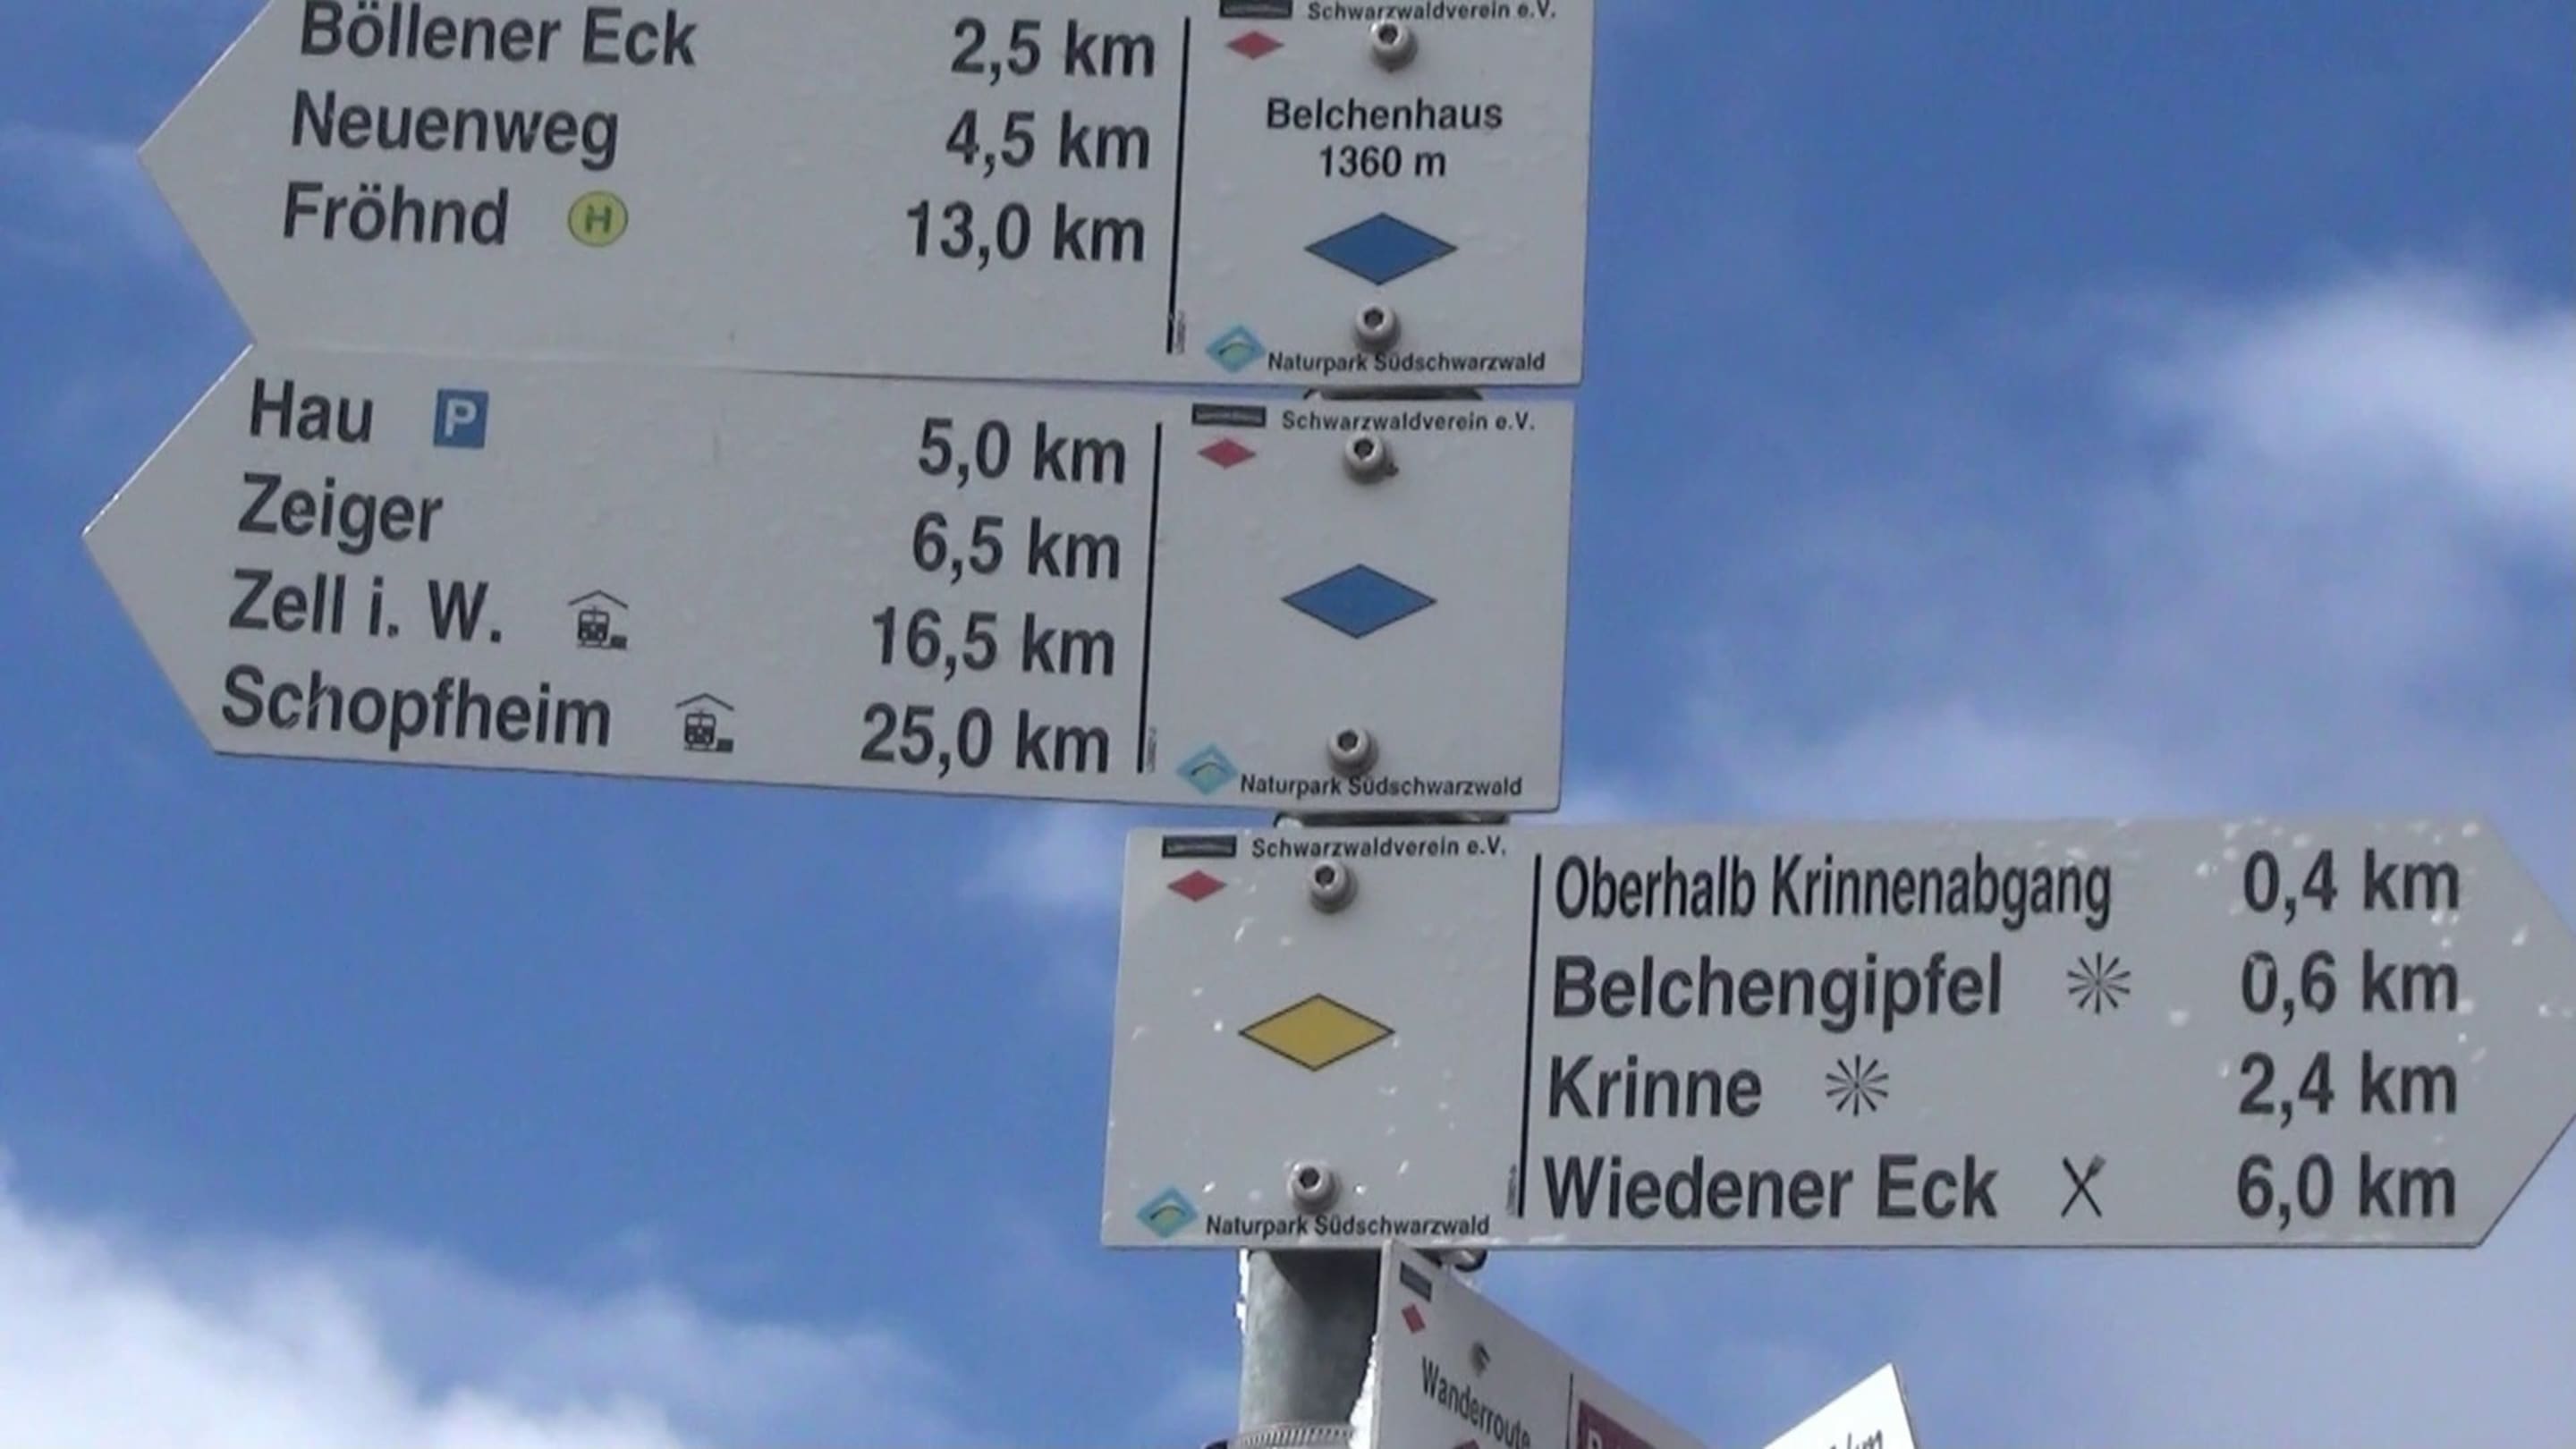 Böllener Eck 2,5 km
Neuenweg 4,5 km
Fröhnd H 13,0 km
Schwarzwaldverein e.V.
Belchenhaus
1360 m
Naturpark Südschwarzwald
Hau P 5,0 km
Zeiger 6,5 km
Zell i. W. 16,5 km
Schopfheim 25,0 km
Schwarzwaldverein e.V.
Naturpark Südschwarzwald
Schwarzwaldverein e.V.
Naturpark Südschwarzwald
Oberhalb Krinnenabgang 0,4 km
Belchengipfel 0,6 km
Krinne 2,4 km
Wiedener Eck 6,0 km
Wanderroute
km